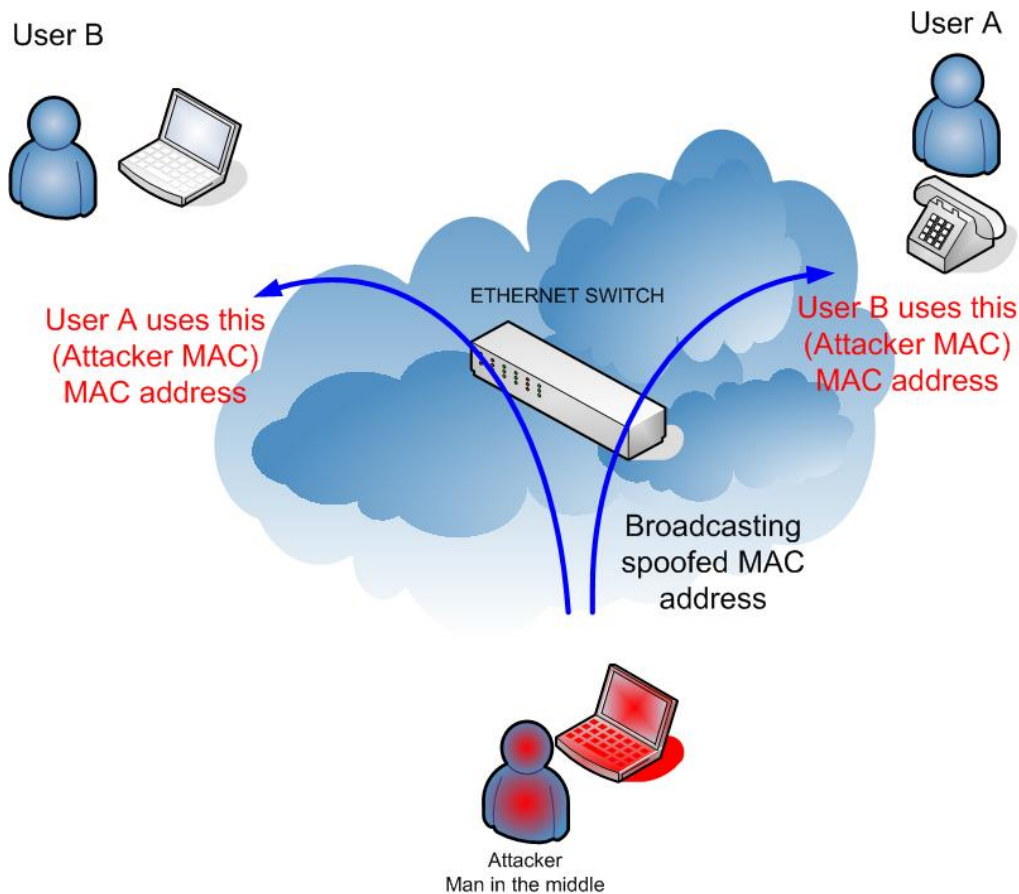 User B
User A
ETHERNET SWITCH
User A uses this
(Attacker MAC)
MAC address
User B uses this
(Attacker MAC)
MAC address
Broadcasting
spoofed MAC
address
Attacker
Man in the middle